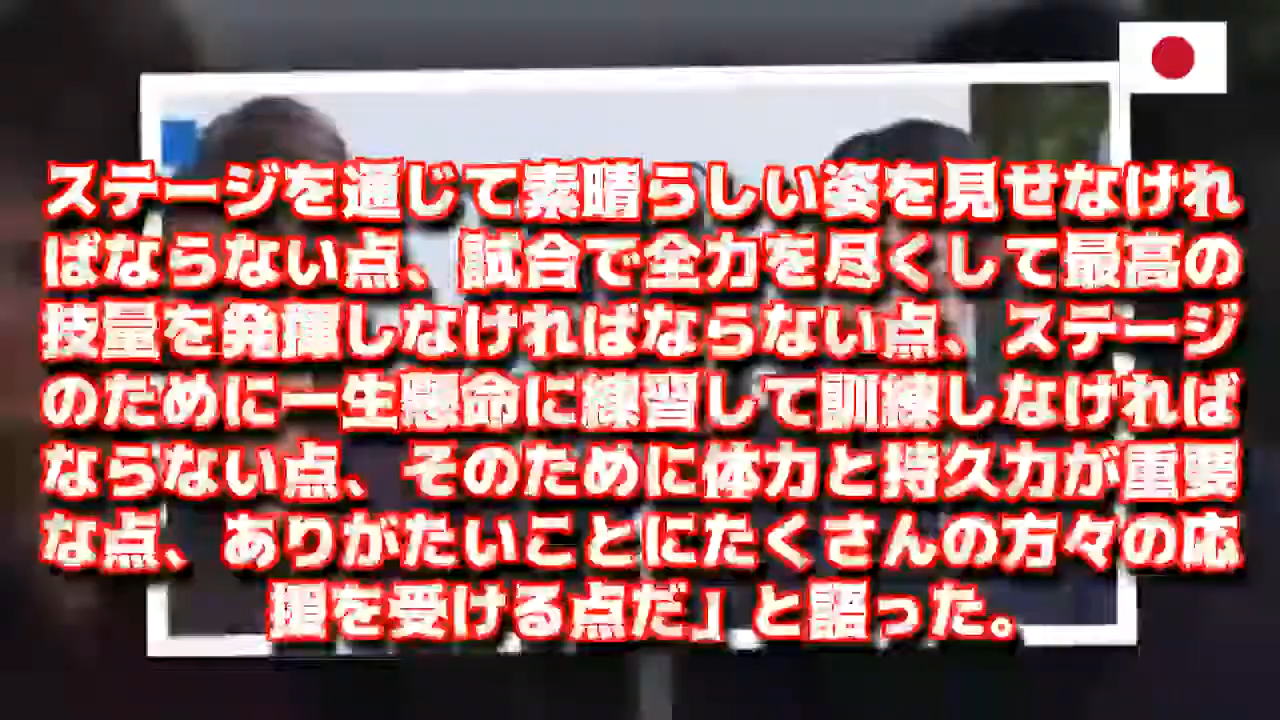 ステージを通じて素晴らしい姿を見せなけれ
ばならない点、試合で全力を尽くして最高の
技量を発揮しなければならない点、ステージ
のために一生懸命に練習して訓練しなければ
ならない点、そのために体力と持久力が重要
な点、ありがたいことにたくさんの方々の応
援を受ける点だ」と語った。